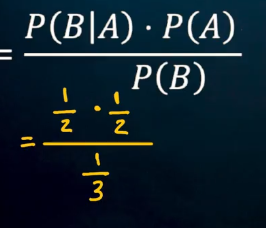 = P(B|A) · P(A)
P(B)
= 1/2 · 1/2
1/3